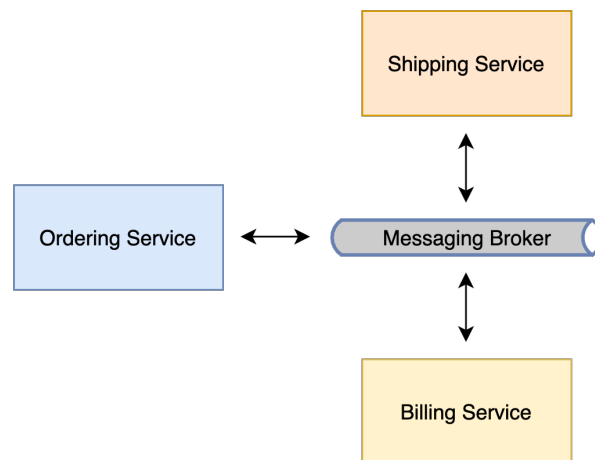 Shipping Service
Ordering Service
Messaging Broker
Billing Service